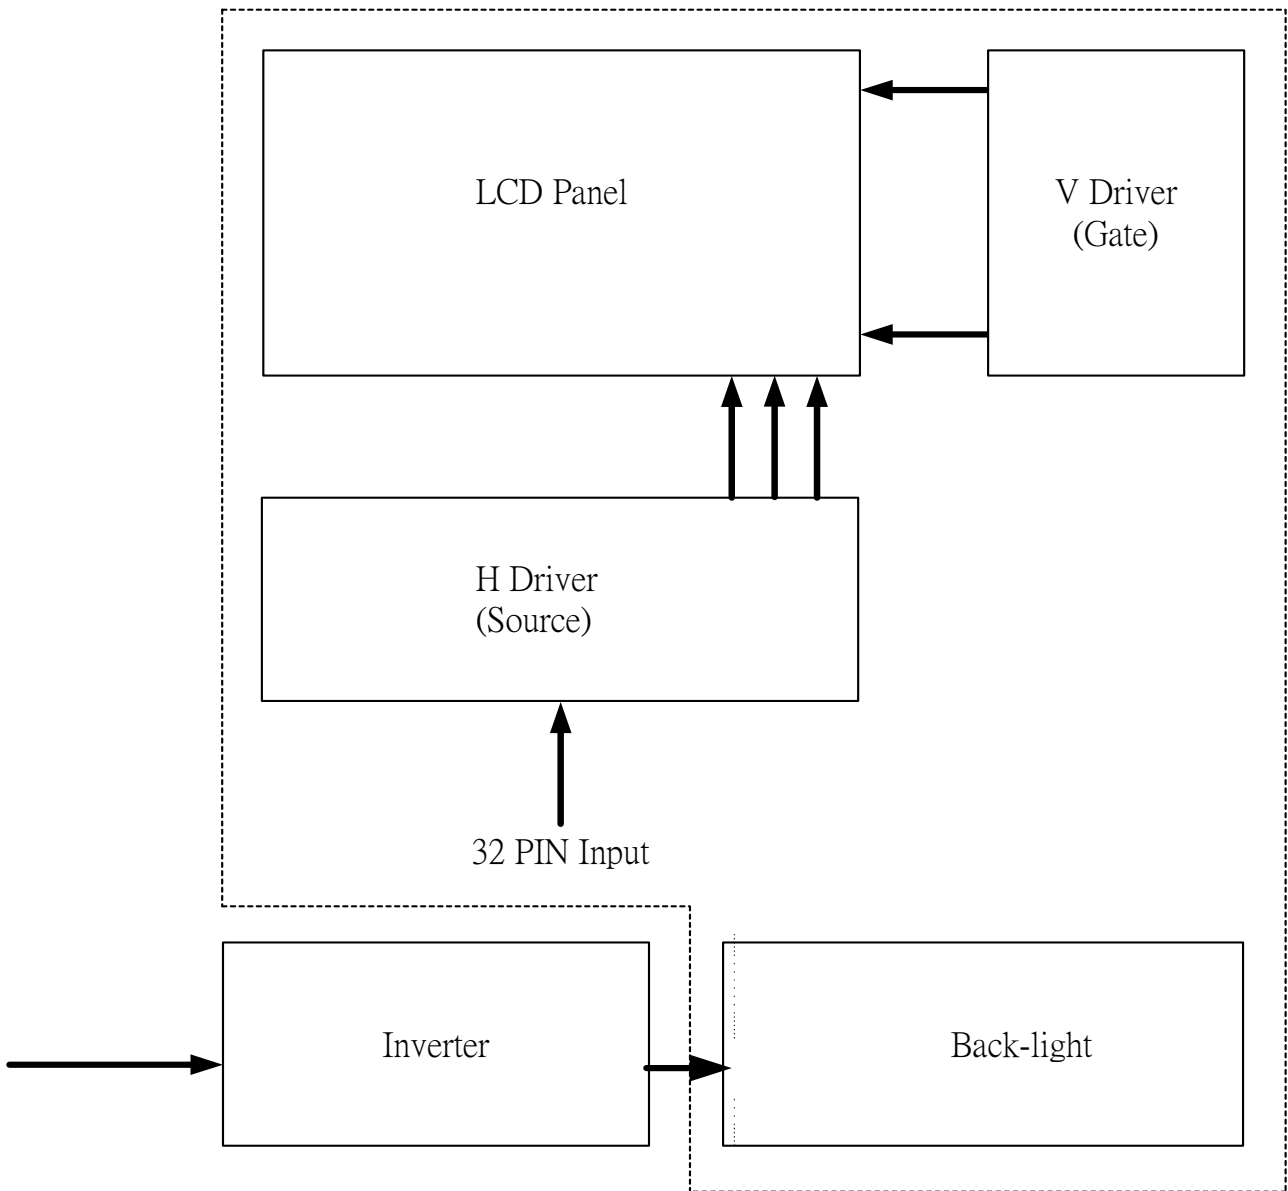 LCD Panel
V Driver
(Gate)
H Driver
(Source)
32 PIN Input
Inverter
Back-light